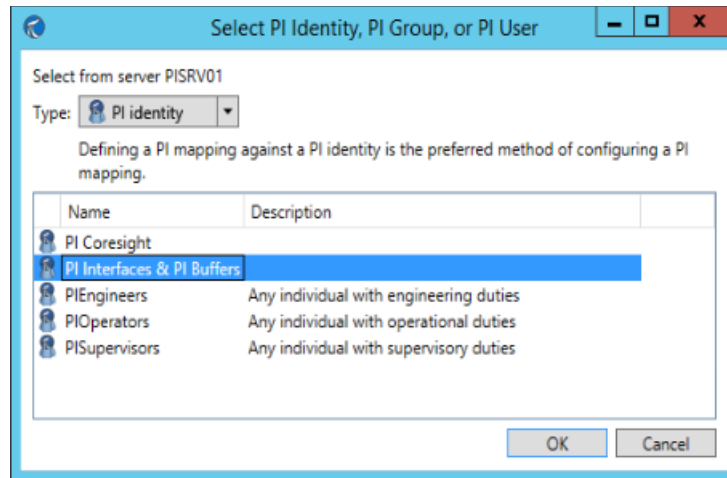 Select PI Identity, PI Group, or PI User
Select from server PISRV01
Type: PI identity
Defining a PI mapping against a PI identity is the preferred method of configuring a PI
mapping.
Name Description
PI Coresight
PI Interfaces & PI Buffers
PIEngineers Any individual with engineering duties
PIOperators Any individual with operational duties
PISupervisors Any individual with supervisory duties
OK Cancel